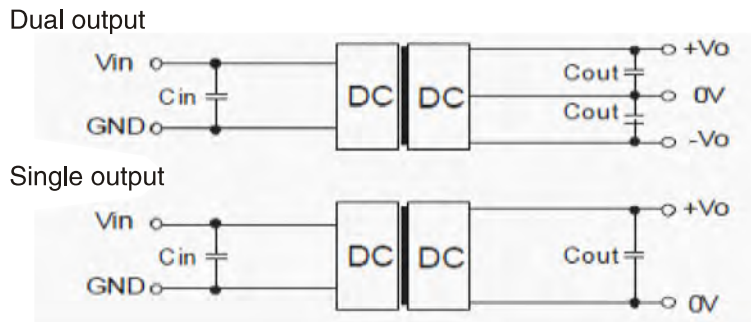 Dual output
Vin
+Vo
Cout
Cin
DC DC
0V
Cout
GND
-Vo
Single output
Vin
+Vo
Cin
DC DC
Cout
GND
0V